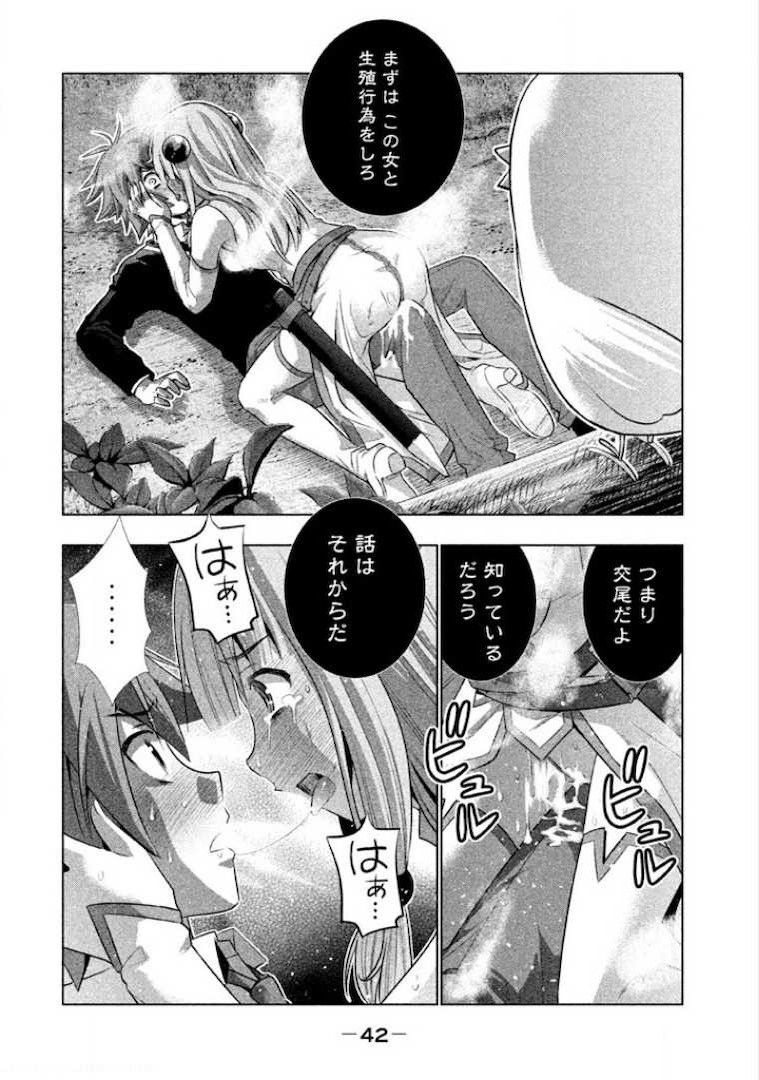 まずは この女と
生殖行為をしろ
つまり
交尾だよ
知っている
だろう
ビュル
ビュル
話は
それからだ
はぁ…
はぁ…
‥‥‥
—42—